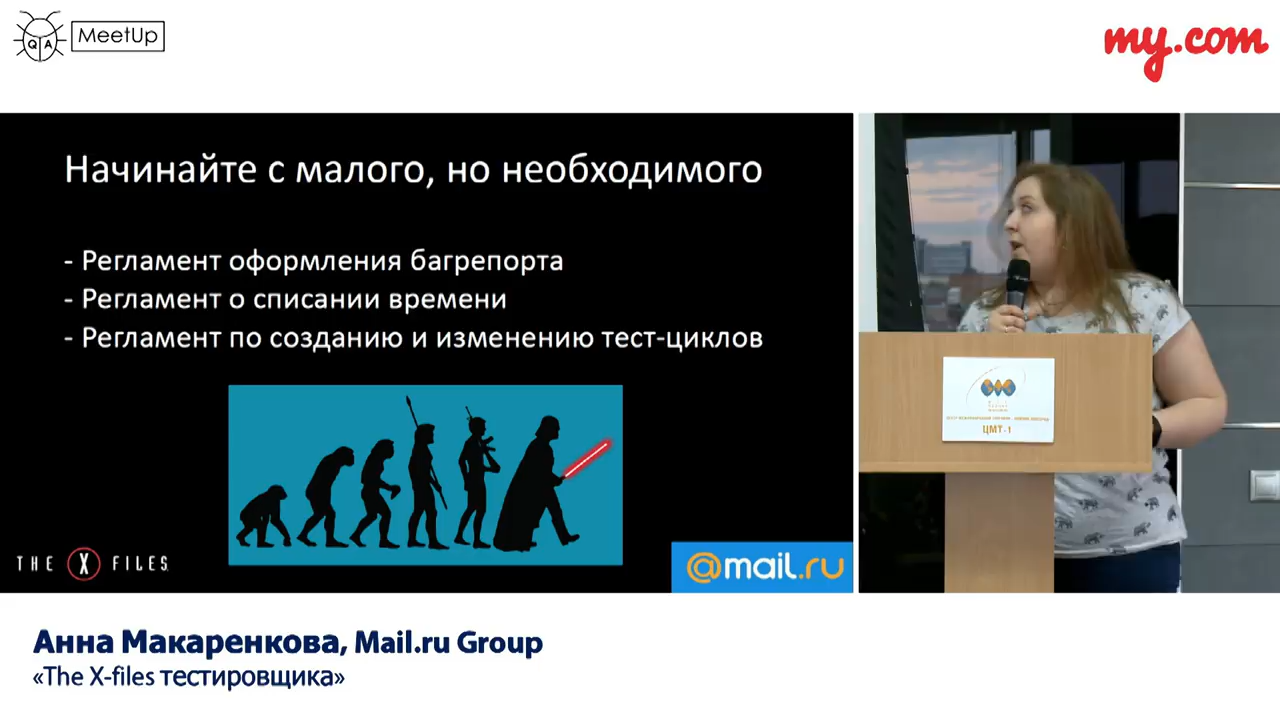 QA MeetUp
my.com
Начинайте с малого, но необходимого
- Регламент оформления багрепорта
- Регламент о списании времени
- Регламент по созданию и изменению тест-циклов
THE X FILES
@mail.ru
ЦМТ-1
Анна Макаренкова, Mail.ru Group
«The X-files тестировщика»